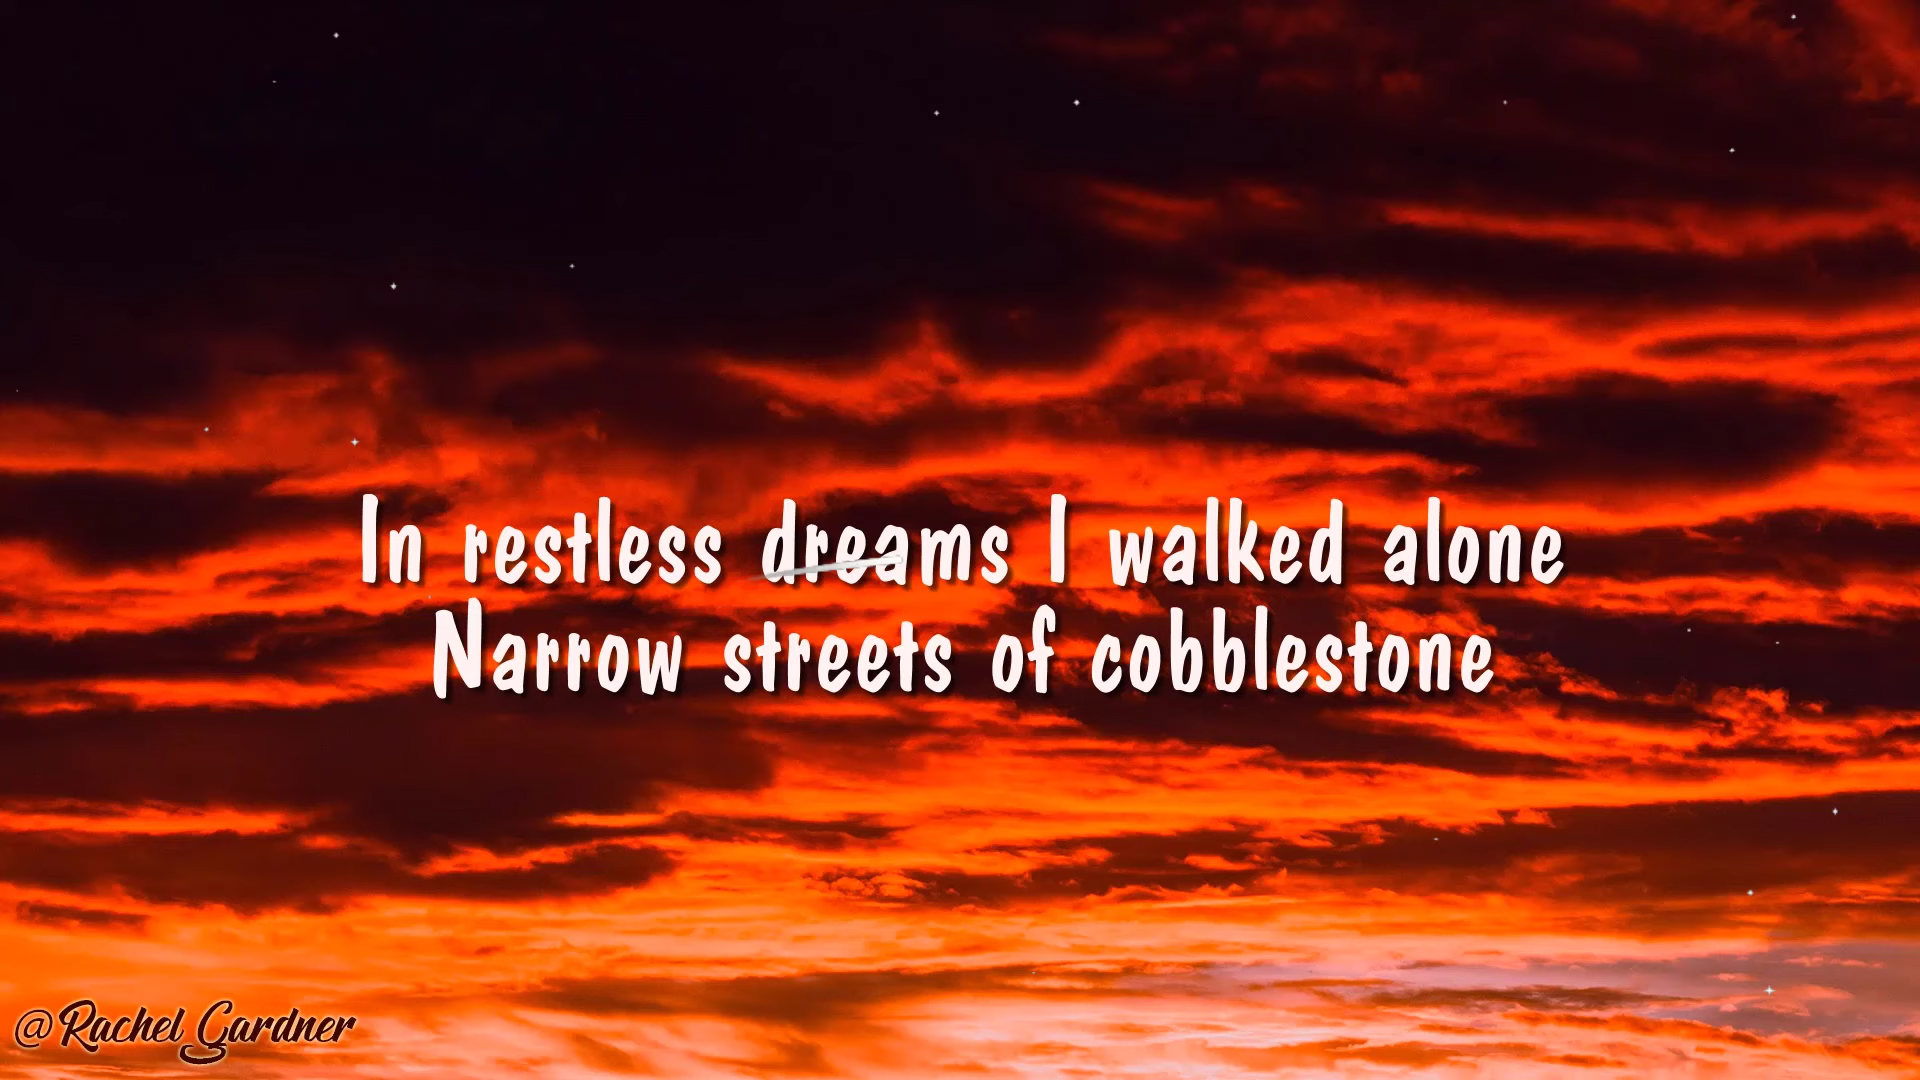 In restless dreams I walked alone
Narrow streets of cobblestone
@Rachel Gardner